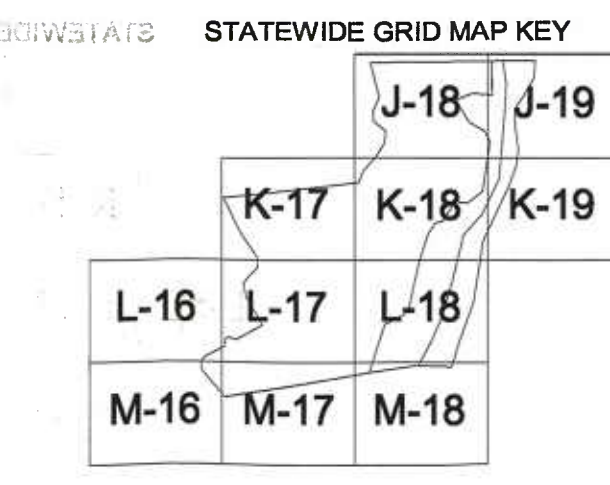 STATEWIDE GRID MAP KEY
J-18 J-19
K-17 K-18 K-19
L-16 L-17 L-18
M-16 M-17 M-18